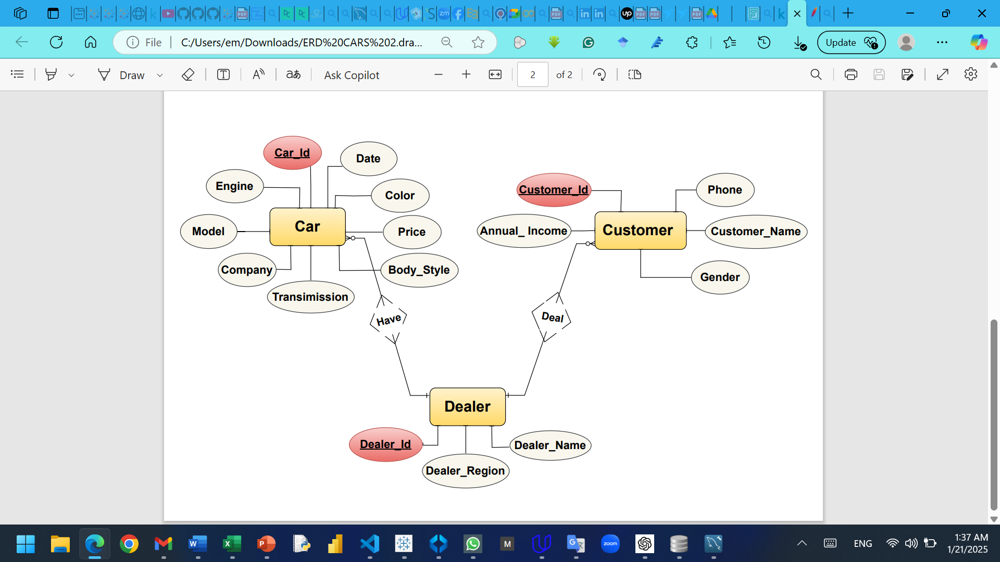 File
C:/Users/em/Downloads/ERD%20CARS%202.dra...
Update
Draw
Ask Copilot
2
of 2
Car_Id
Date
Engine
Color
Customer_Id
Phone
Car
Model
Price
Annual_ Income
Customer
Customer_Name
Company
Body_Style
Gender
Transimission
Have
Deal
Dealer
Dealer_Id
Dealer_Name
Dealer_Region
ENG
1:37 AM
1/21/2025